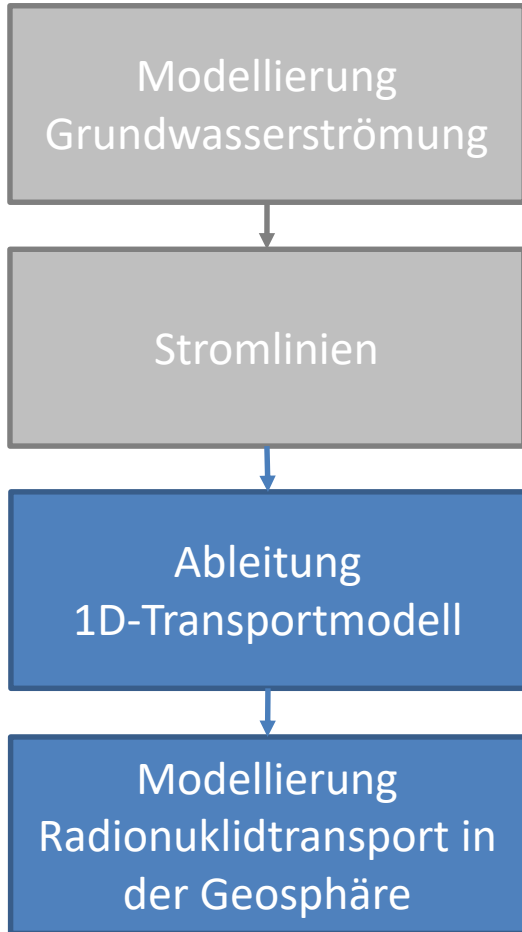 Modellierung
Grundwasserströmung
Stromlinien
Ableitung
1D-Transportmodell
Modellierung
Radionuklidtransport in
der Geosphäre